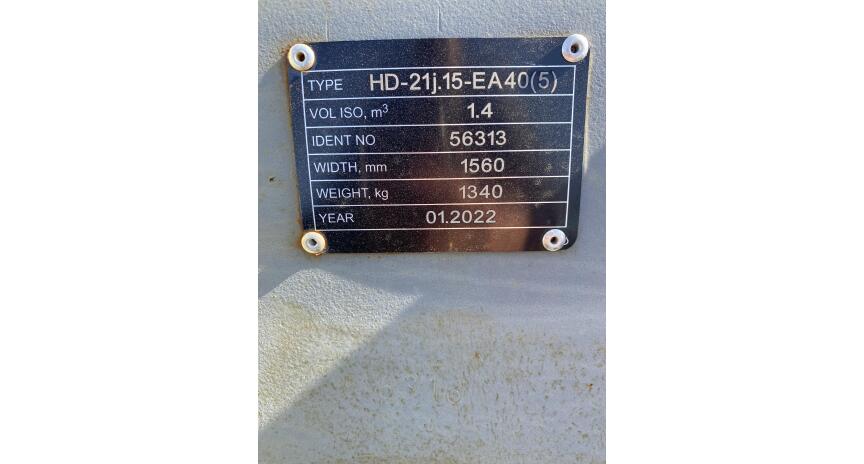 TYPE HD-21j.15-EA40(5)
VOL ISO, m³ 1.4
IDENT NO 56313
WIDTH, mm 1560
WEIGHT, kg 1340
YEAR 01.2022